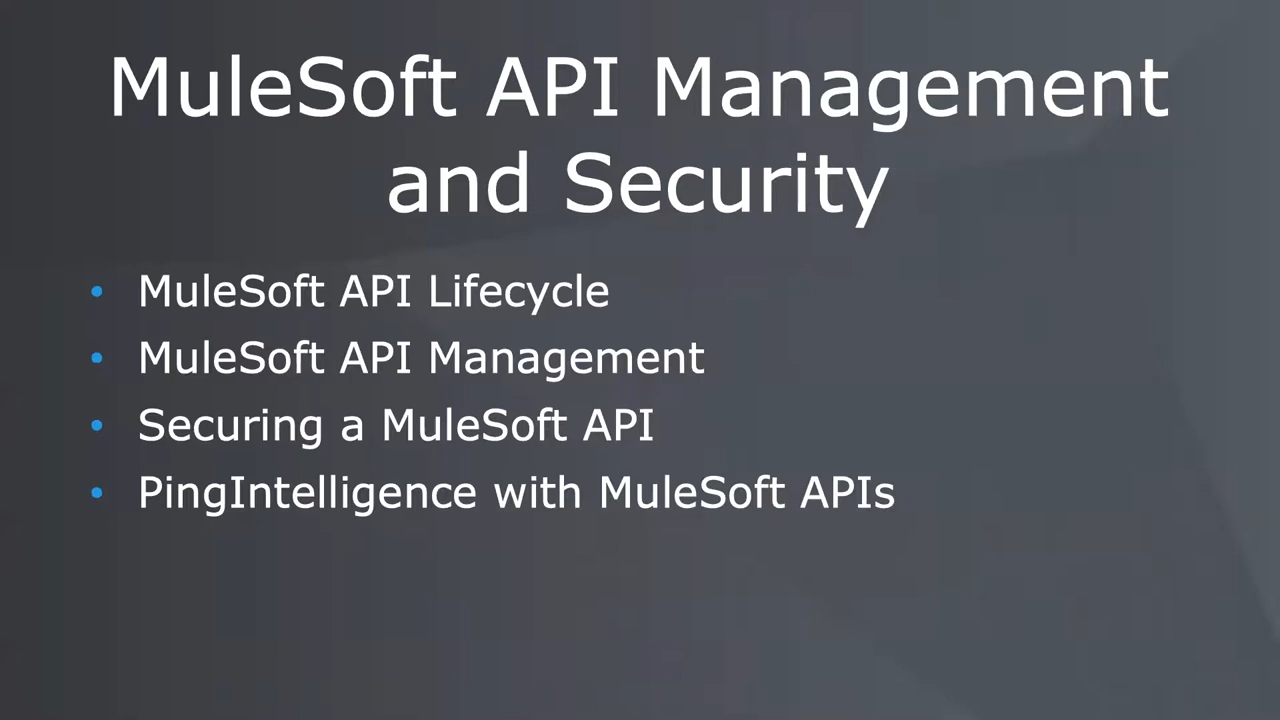 MuleSoft API Management
and Security
• MuleSoft API Lifecycle
• MuleSoft API Management
• Securing a MuleSoft API
• PingIntelligence with MuleSoft APIs